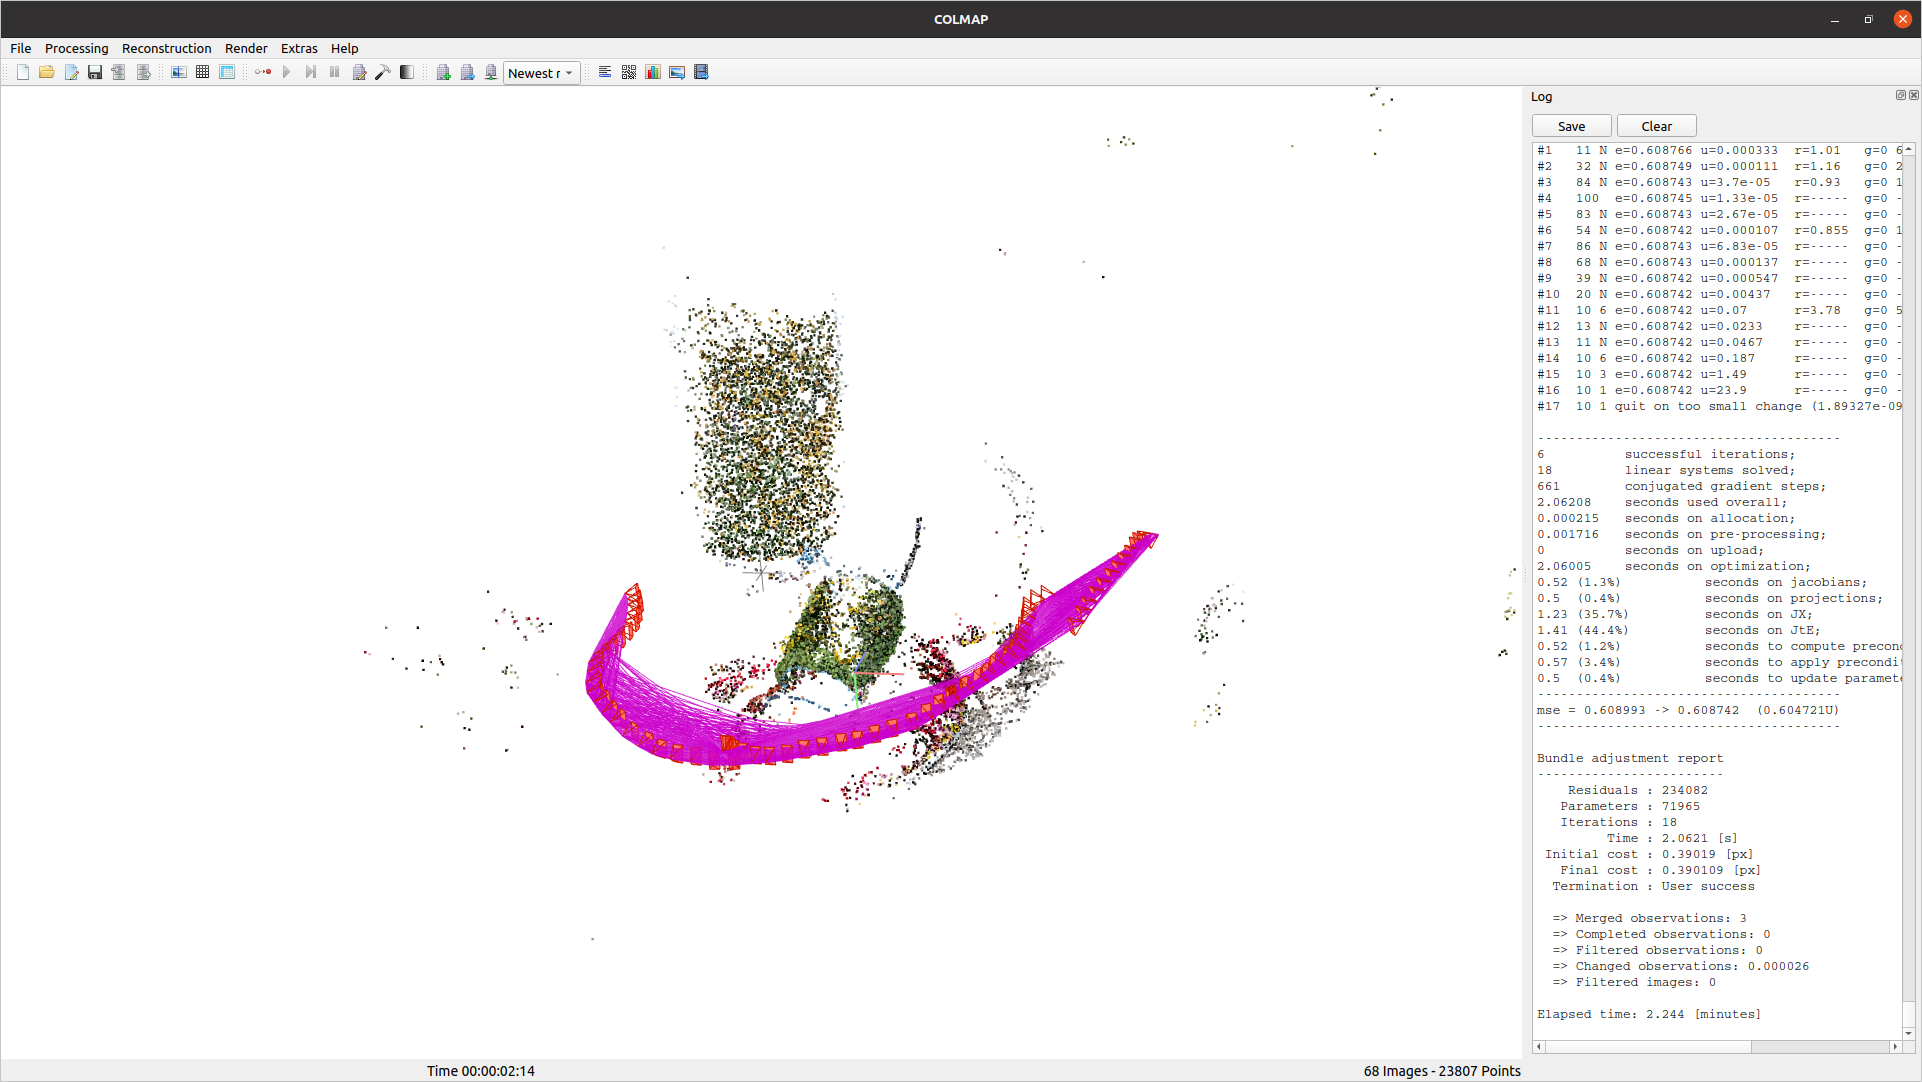 COLMAP
File Processing Reconstruction Render Extras Help
Newest r
Log
Save Clear
#1 11 N e=0.608766 u=0.000333 r=1.01 g=0 6
#2 32 N e=0.608749 u=0.000111 r=1.16 g=0 2
#3 84 N e=0.608743 u=3.7e-05 r=0.93 g=0 1
#4 100 e=0.608745 u=1.33e-05 r=----- g=0 -
#5 83 N e=0.608743 u=2.67e-05 r=----- g=0 -
#6 54 N e=0.608742 u=0.000107 r=0.855 g=0 1
#7 86 N e=0.608743 u=6.83e-05 r=----- g=0 -
#8 68 N e=0.608743 u=0.000137 r=----- g=0 -
#9 39 N e=0.608742 u=0.000547 r=----- g=0 -
#10 20 N e=0.608742 u=0.00437 r=----- g=0 -
#11 10 6 e=0.608742 u=0.07 r=3.78 g=0 5
#12 13 N e=0.608742 u=0.0233 r=----- g=0 -
#13 11 N e=0.608742 u=0.0467 r=----- g=0 -
#14 10 6 e=0.608742 u=0.187 r=----- g=0 -
#15 10 3 e=0.608742 u=1.49 r=----- g=0 -
#16 10 1 e=0.608742 u=23.9 r=----- g=0 -
#17 10 1 quit on too small change (1.89327e-09
---------------------------------------
6 successful iterations;
18 linear systems solved;
661 conjugated gradient steps;
2.06208 seconds used overall;
0.000215 seconds on allocation;
0.001716 seconds on pre-processing;
0 seconds on upload;
2.06005 seconds on optimization;
0.52 (1.3%) seconds on jacobians;
0.5 (0.4%) seconds on projections;
1.23 (35.7%) seconds on JX;
1.41 (44.4%) seconds on JtE;
0.52 (1.2%) seconds to compute precon
0.57 (3.4%) seconds to apply precondi
0.5 (0.4%) seconds to update paramete
---------------------------------------
mse = 0.608993 -> 0.608742 (0.604721U)
---------------------------------------
Bundle adjustment report
------------------------
Residuals : 234082
Parameters : 71965
Iterations : 18
Time : 2.0621 [s]
Initial cost : 0.39019 [px]
Final cost : 0.390109 [px]
Termination : User success
=> Merged observations: 3
=> Completed observations: 0
=> Filtered observations: 0
=> Changed observations: 0.000026
=> Filtered images: 0
Elapsed time: 2.244 [minutes]
Time 00:00:02:14
68 Images - 23807 Points